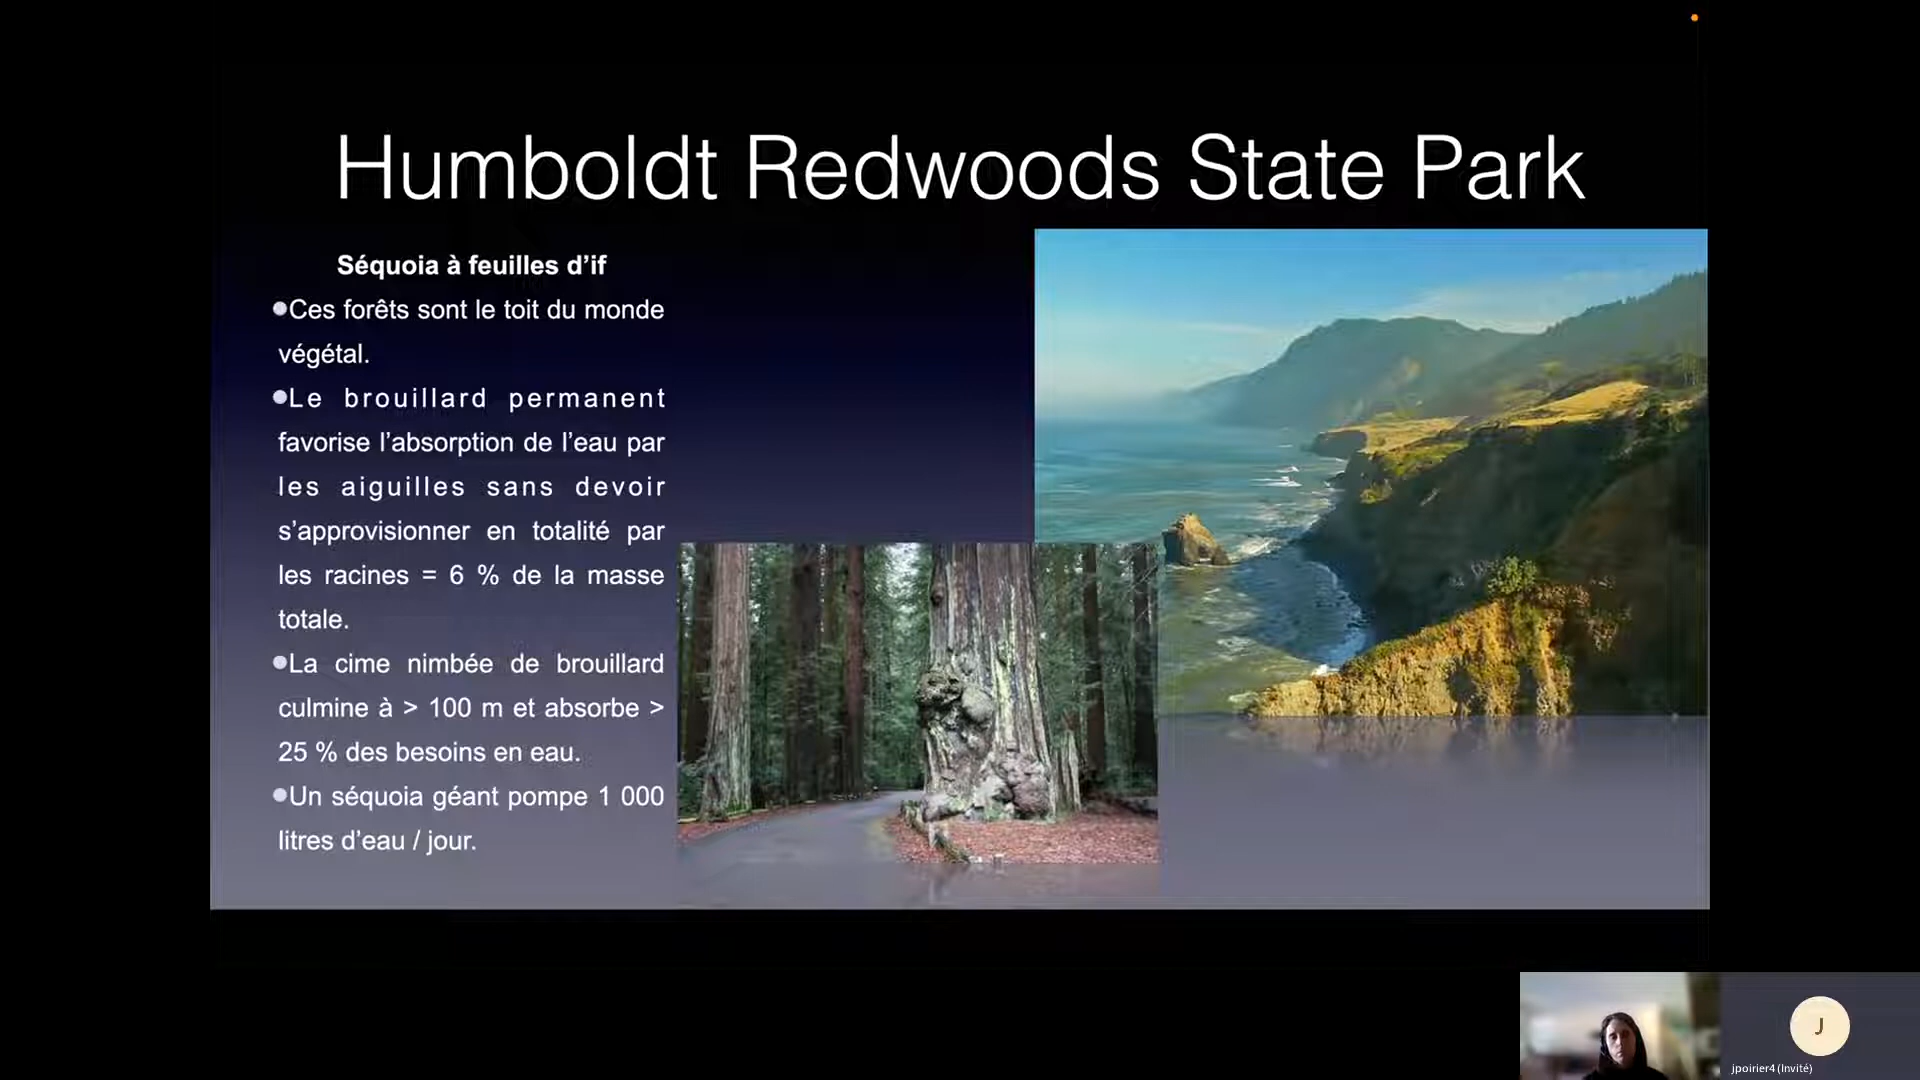 Humboldt Redwoods State Park
Séquoia à feuilles d’if
●Ces forêts sont le toit du monde
végétal.
●Le brouillard permanent
favorise l’absorption de l’eau par
les aiguilles sans devoir
s’approvisionner en totalité par
les racines = 6 % de la masse
totale.
●La cime nimbée de brouillard
culmine à > 100 m et absorbe >
25 % des besoins en eau.
●Un séquoia géant pompe 1 000
litres d’eau / jour.
J
jpoirier4 (Invité)